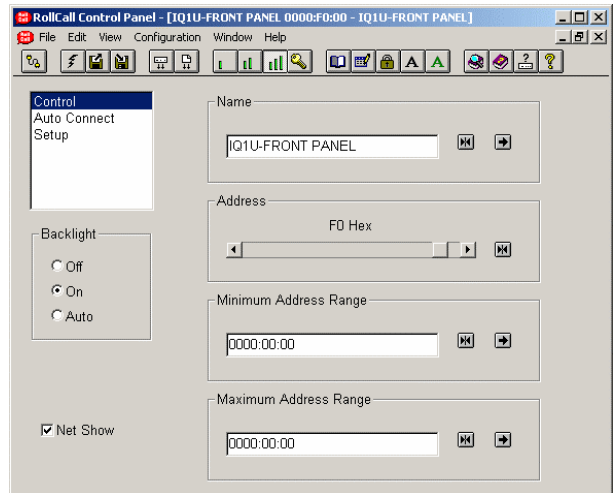 RollCall Control Panel - [IQ1U-FRONT PANEL 0000:F0:00 - IQ1U-FRONT PANEL]
File Edit View Configuration Window Help
A A ? ?
Control
Auto Connect
Setup
Name
IQ1U-FRONT PANEL
Address
F0 Hex
Backlight
Off
On
Auto
Minimum Address Range
0000:00:00
Maximum Address Range
0000:00:00
Net Show